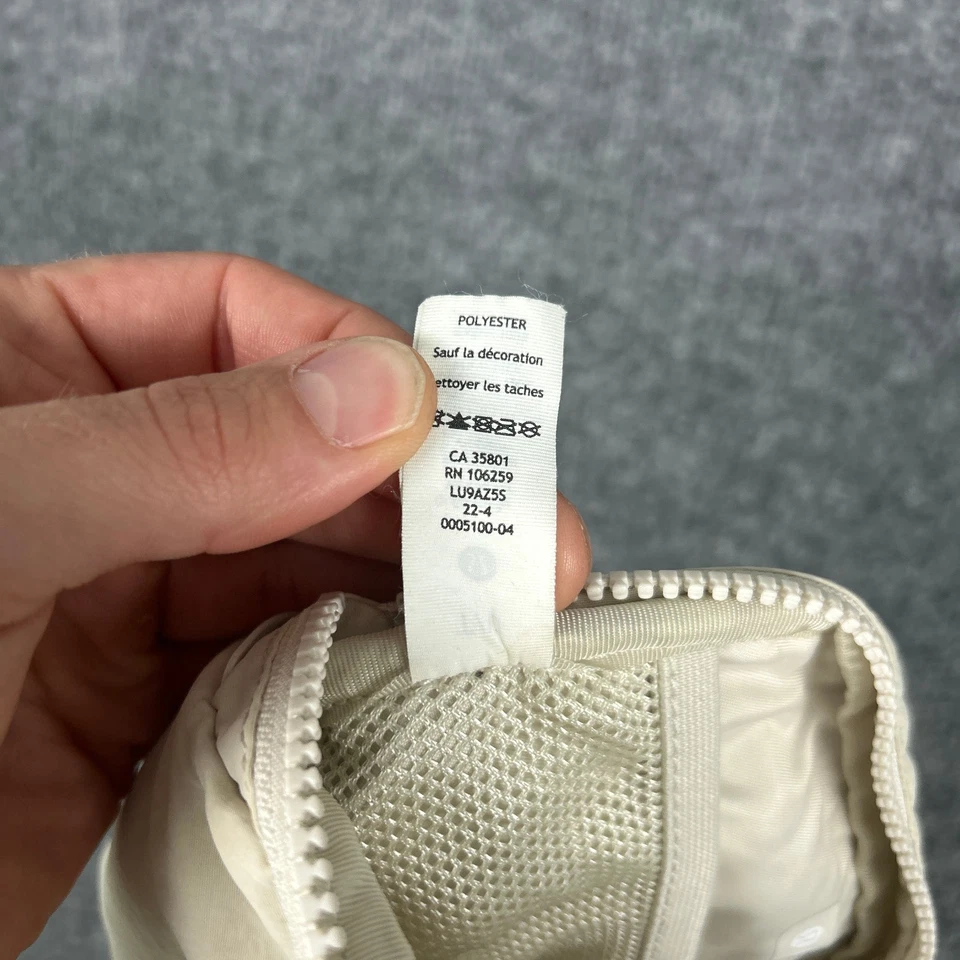 POLYESTER
Sauf la décoration
ettoyer les taches
CA 35801
RN 106259
LU9AZ5S
22-4
0005100-04